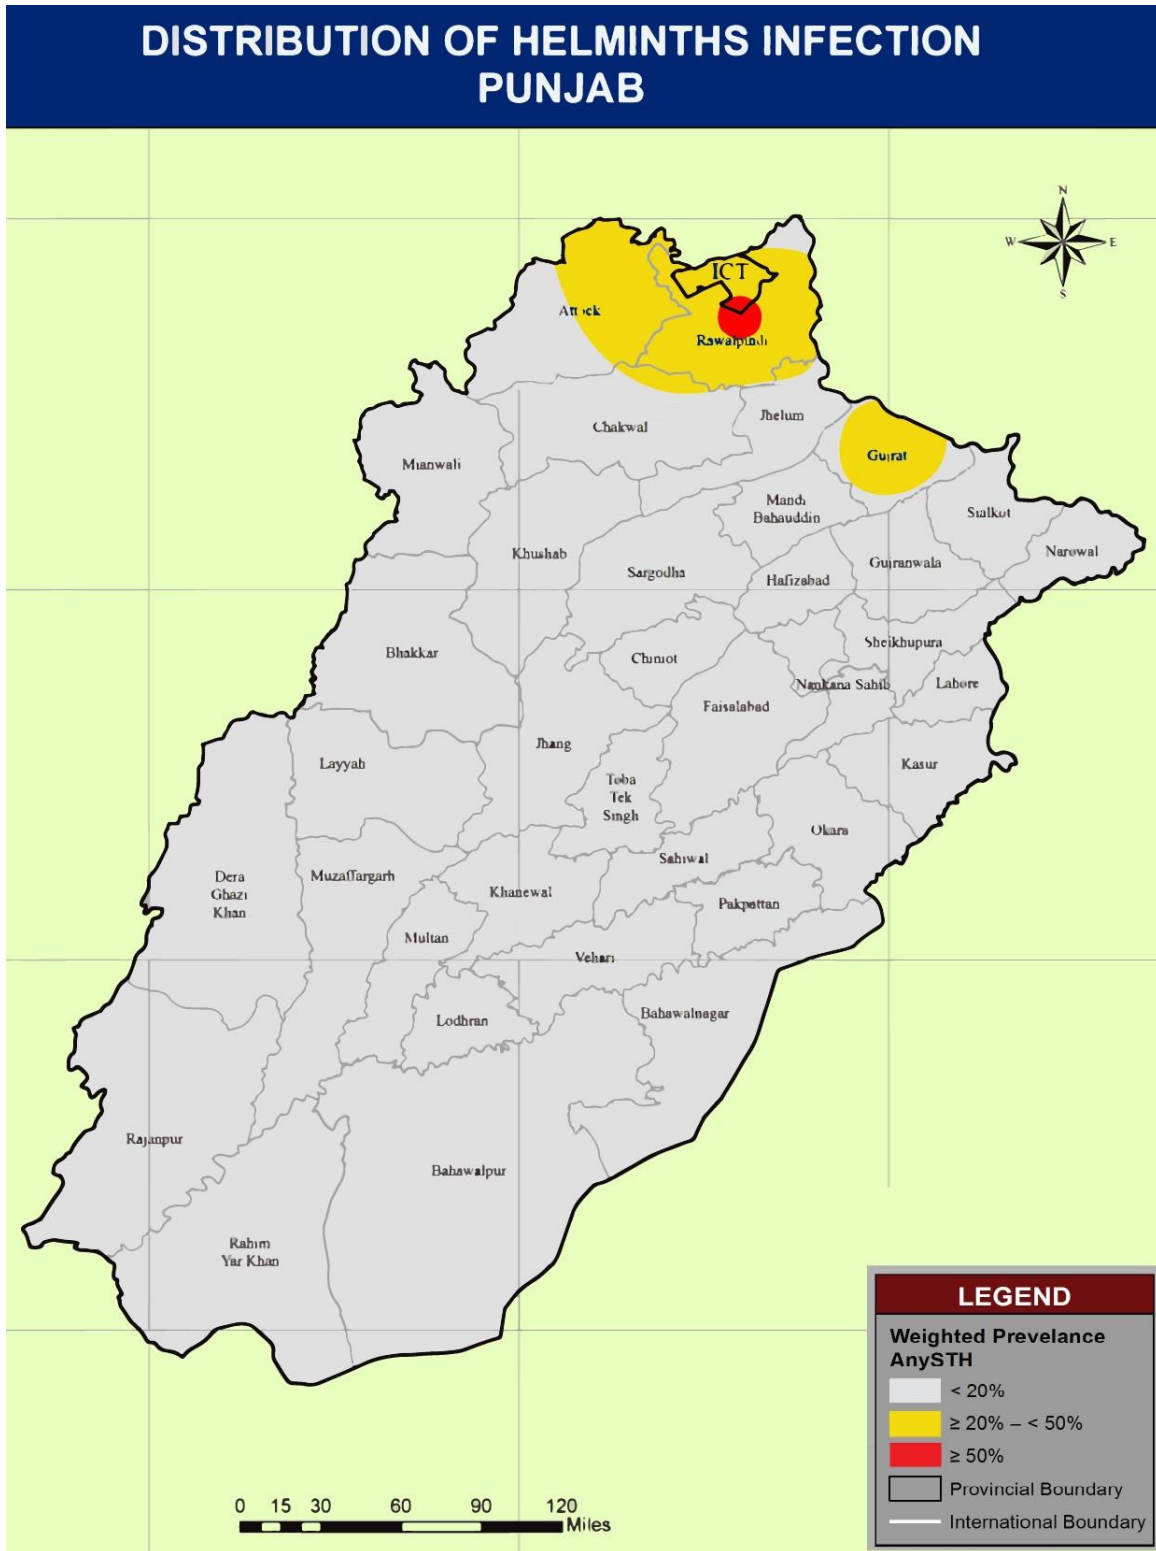 DISTRIBUTION OF HELMINTHS INFECTION
PUNJAB
N
W
E
S
ICT
Attock
Rawalpindi
Chakwal
Jhelum
Gujrat
Mianwali
Mandi
Bahauddin
Sialkot
Narowal
Khushab
Sargodha
Hafizabad
Gujranwala
Bhakkar
Chiniot
Sheikhupura
Nankana Sahib
Lahore
Faisalabad
Jhang
Layyah
Toba
Tek
Singh
Kasur
Okara
Sahiwal
Dera
Ghazi
Khan
Muzaffargarh
Khanewal
Pakpattan
Multan
Vehari
Lodhran
Bahawalnagar
Rajanpur
Bahawalpur
Rahim
Yar Khan
LEGEND
Weighted Prevelance
AnySTH
< 20%
≥ 20% – < 50%
≥ 50%
Provincial Boundary
International Boundary
0 15 30 60 90 120
Miles